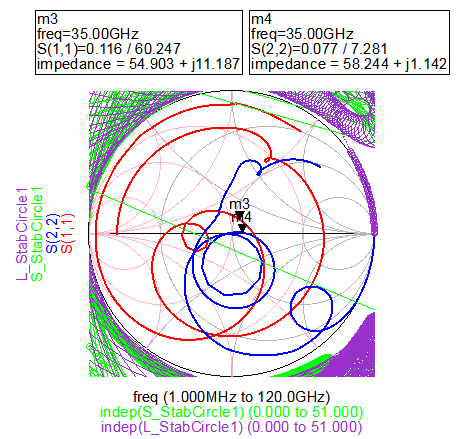 m3
freq=35.00GHz
S(1,1)=0.116 / 60.247
impedance = 54.903 + j11.187
m4
freq=35.00GHz
S(2,2)=0.077 / 7.281
impedance = 58.244 + j1.142
m3
m4
L_StabCircle1
S_StabCircle1
S(2,2)
S(1,1)
freq (1.000MHz to 120.0GHz)
indep(S_StabCircle1) (0.000 to 51.000)
indep(L_StabCircle1) (0.000 to 51.000)